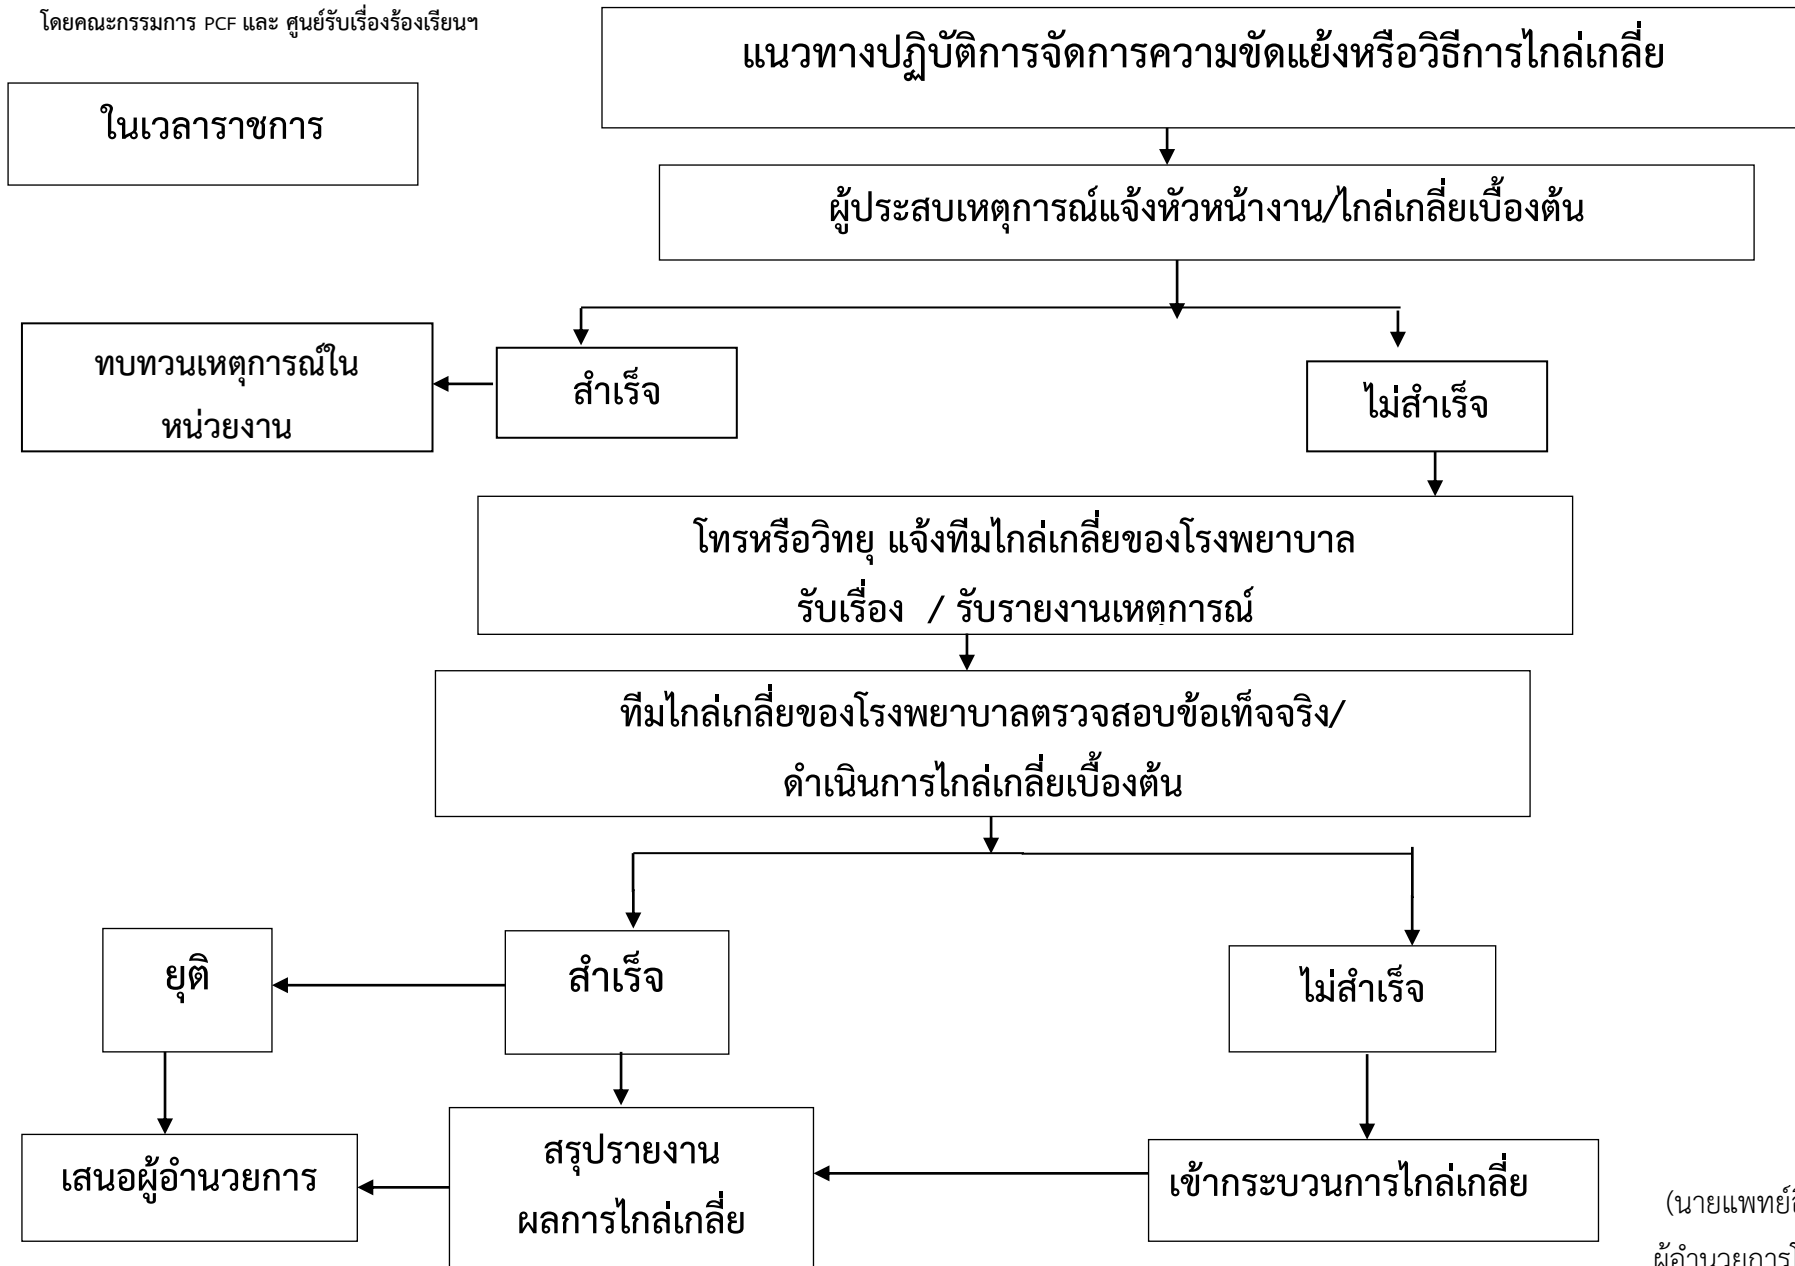 โดยคณะกรรมการ PCF และ ศูนย์รับเรื่องร้องเรียนฯ
แนวทางปฏิบัติการจัดการความขัดแย้งหรือวิธีการไกล่เกลี่ย
ในเวลาราชการ
ผู้ประสบเหตุการณ์แจ้งหัวหน้างาน/ไกล่เกลี่ยเบื้องต้น
ทบทวนเหตุการณ์ใน
หน่วยงาน
สำเร็จ
ไม่สำเร็จ
โทรหรือวิทยุ แจ้งทีมไกล่เกลี่ยของโรงพยาบาล
รับเรื่อง / รับรายงานเหตุการณ์
ทีมไกล่เกลี่ยของโรงพยาบาลตรวจสอบข้อเท็จจริง/
ดำเนินการไกล่เกลี่ยเบื้องต้น
ยุติ
สำเร็จ
ไม่สำเร็จ
เสนอผู้อำนวยการ
สรุปรายงาน
ผลการไกล่เกลี่ย
เข้ากระบวนการไกล่เกลี่ย
(นายแพทย์
ผู้อำนวยการ